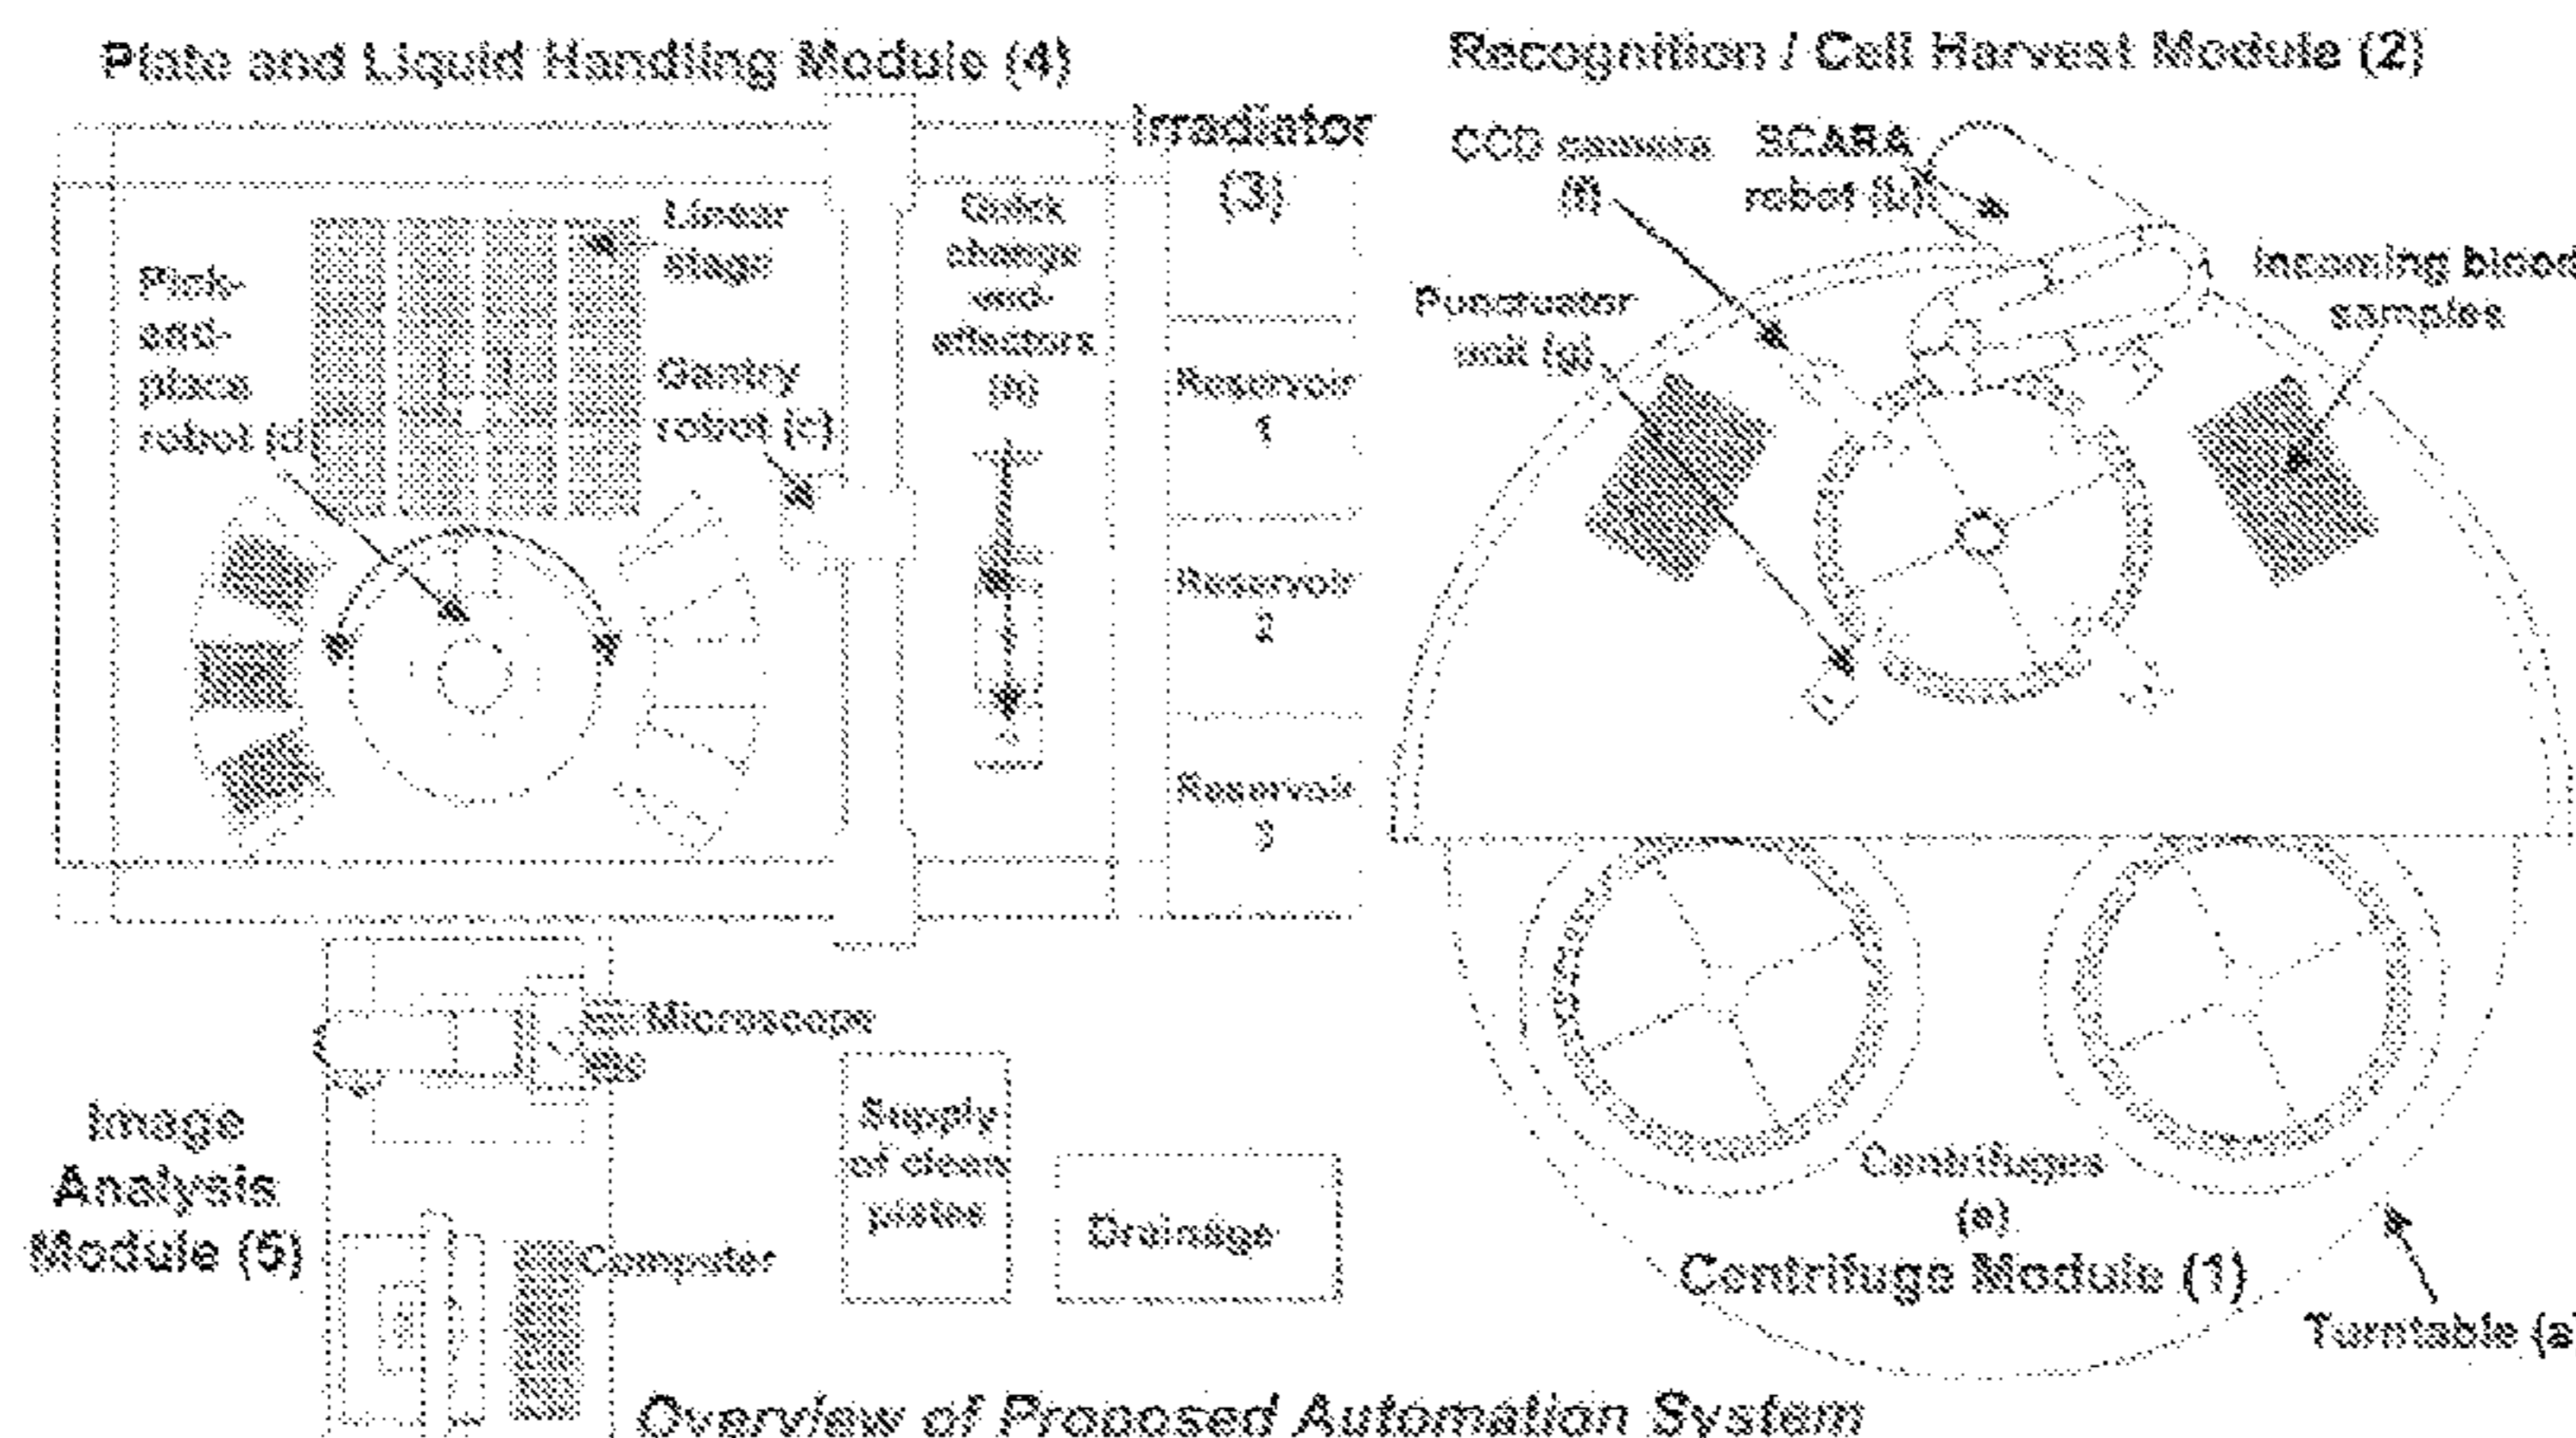 Plate and Liquid Handling Module (4)
Recognition / Cell Harvest Module (2)
Irradiator
(3)
CCD camera
(f)
SCARA
robot (b)
Linear
stage
Quick
change
end-
effectors
Pick-
and-
place
robot (d)
Gantry
robot (c)
Reservoir
1
Reservoir
2
Reservoir
3
Punctuator
unit (g)
Incoming blood
samples
Microscope
Image
Analysis
Module (5)
Supply
of clean
plates
Drainage
Computer
Centrifuges
(e)
Centrifuge Module (1)
Turntable (a
Overview of Proposed Automation System